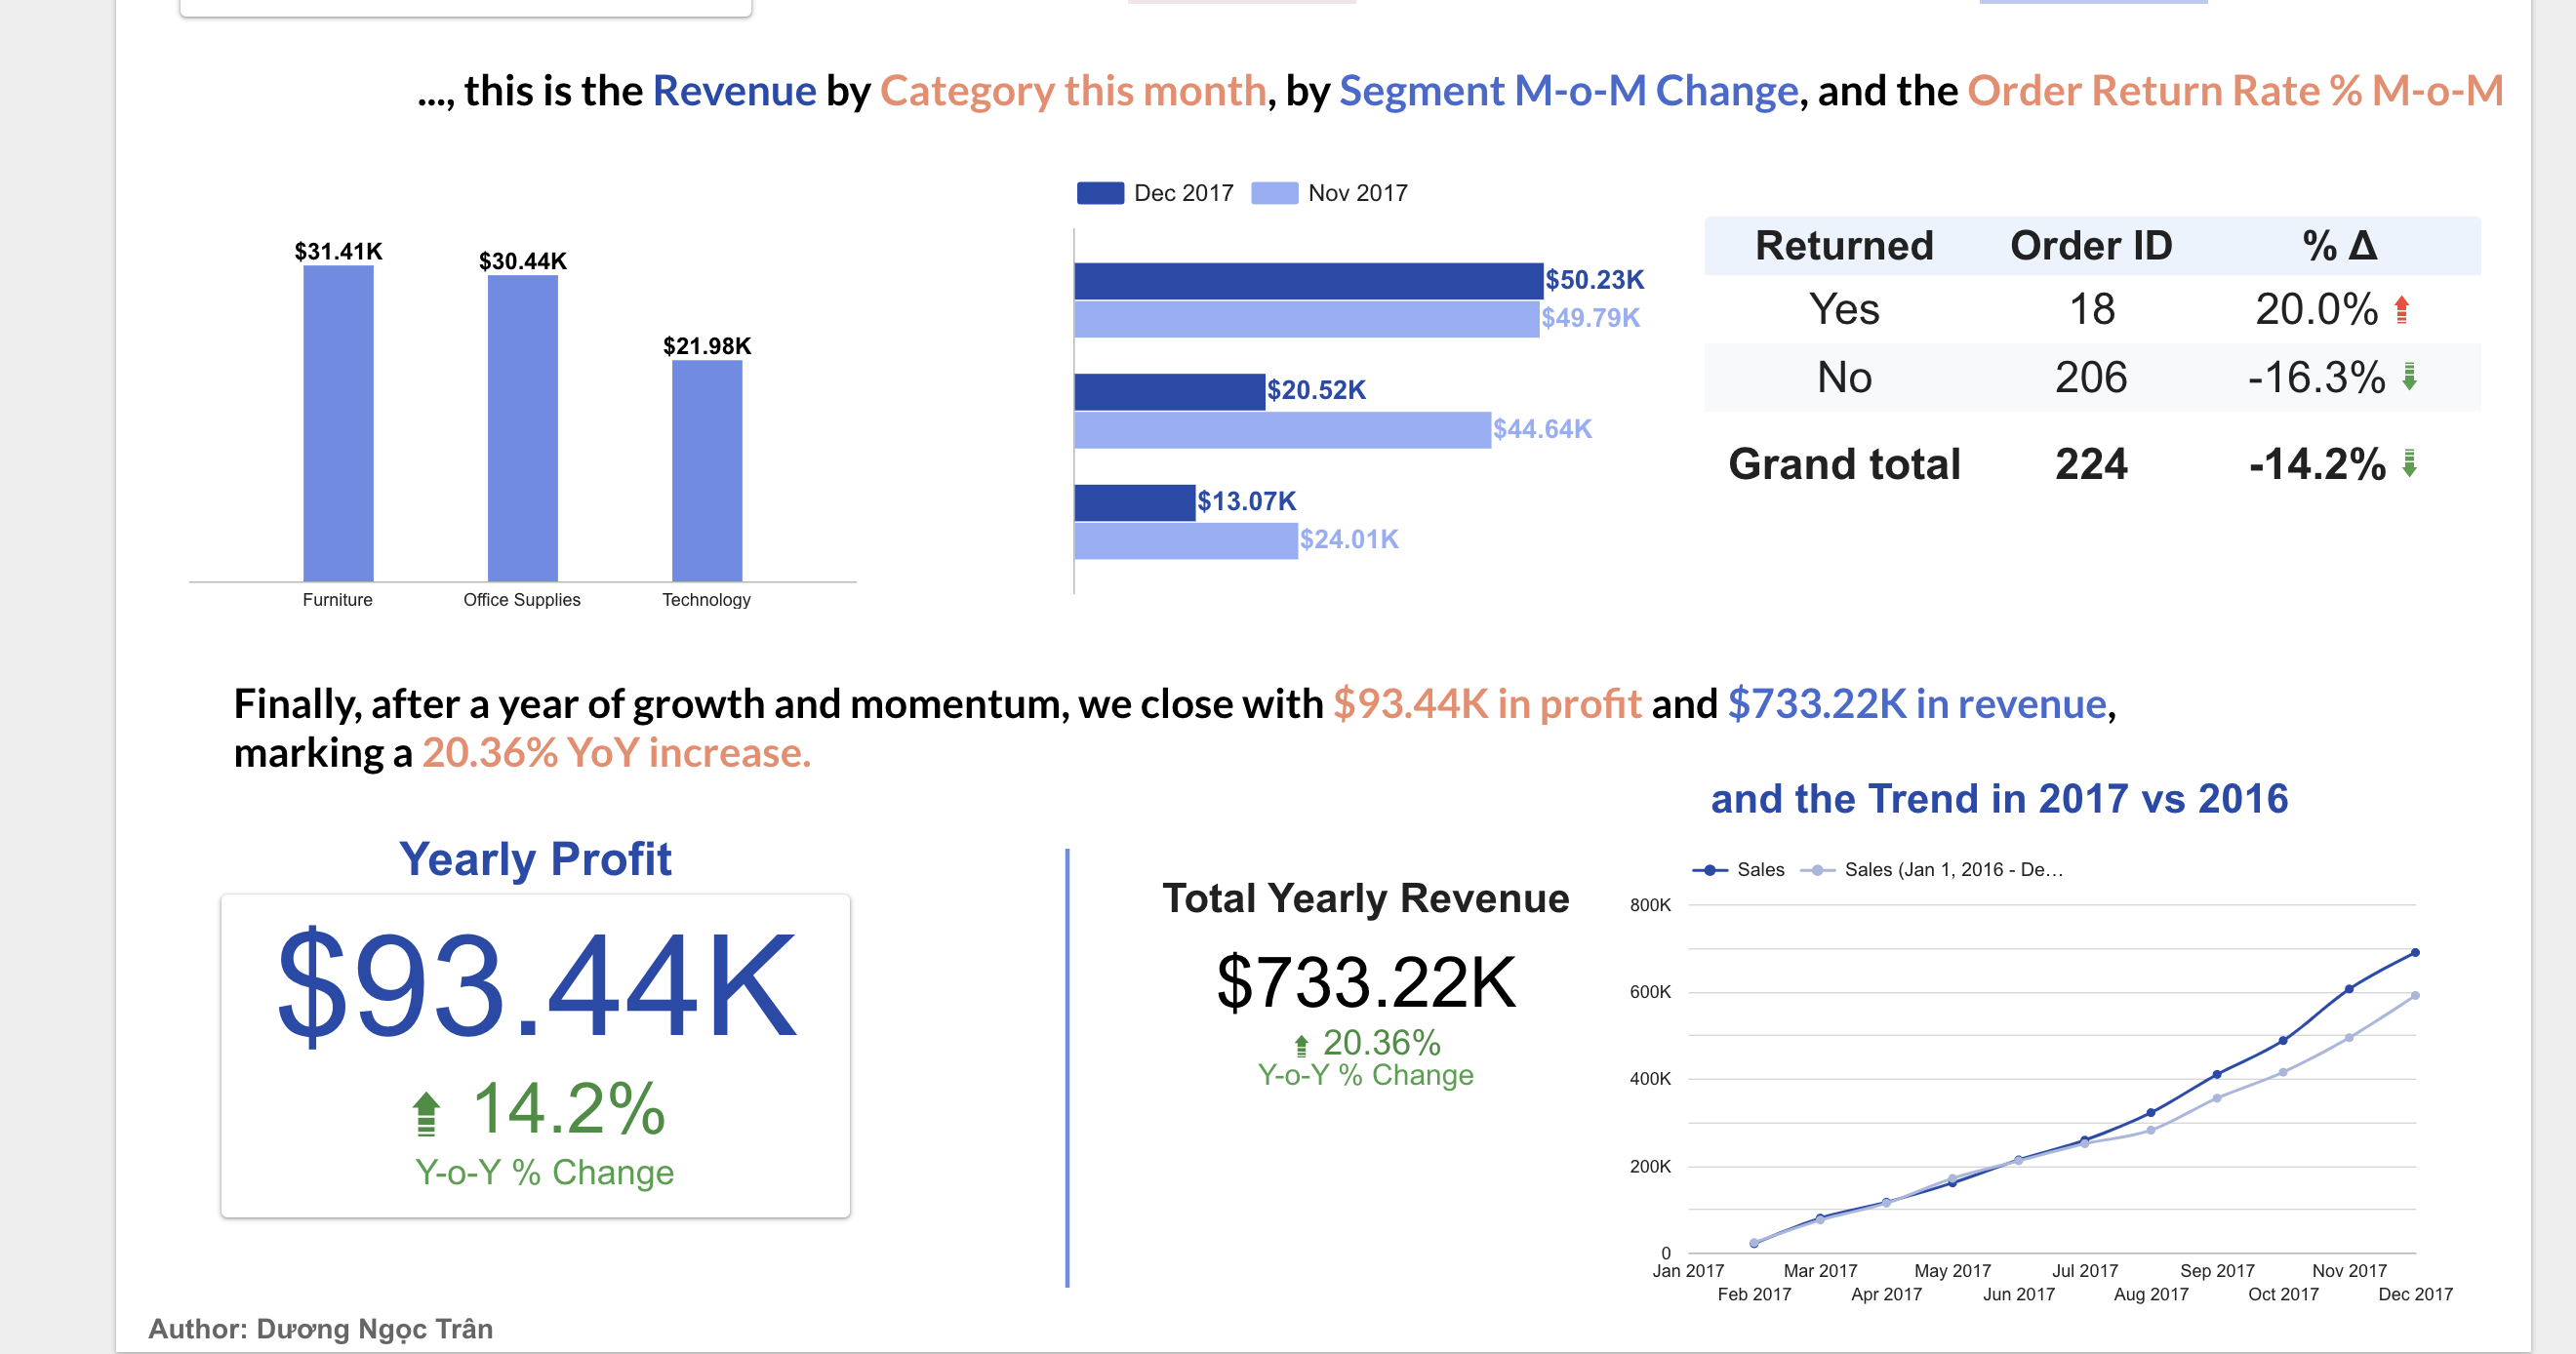 ..., this is the Revenue by Category this month, by Segment M-o-M Change, and the Order Return Rate % M-o-M
$31.41K
$30.44K
$21.98K
Furniture
Office Supplies
Technology
Dec 2017
Nov 2017
$50.23K
$49.79K
$20.52K
$44.64K
$13.07K
$24.01K
Returned Order ID % Δ
Yes 18 20.0%
No 206 -16.3%
Grand total 224 -14.2%
Finally, after a year of growth and momentum, we close with $93.44K in profit and $733.22K in revenue,
marking a 20.36% YoY increase.
Yearly Profit
$93.44K
14.2%
Y-o-Y % Change
Total Yearly Revenue
$733.22K
20.36%
Y-o-Y % Change
and the Trend in 2017 vs 2016
Sales
Sales (Jan 1, 2016 - De...
800K
600K
400K
200K
0
Jan 2017
Feb 2017
Mar 2017
Apr 2017
May 2017
Jun 2017
Jul 2017
Aug 2017
Sep 2017
Oct 2017
Nov 2017
Dec 2017
Author: Dương Ngọc Trân